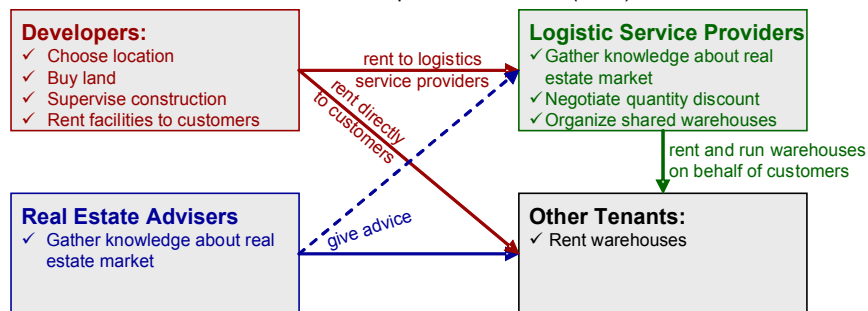 Developers:
✓ Choose location
✓ Buy land
✓ Supervise construction
✓ Rent facilities to customers
rent to logistics
service providers
rent directly
to customers
Logistic Service Providers
✓ Gather knowledge about real
estate market
✓ Negotiate quantity discount
✓ Organize shared warehouses
rent and run warehouses
on behalf of customers
Real Estate Advisers
✓ Gather knowledge about real
estate market
give advice
Other Tenants:
✓ Rent warehouses